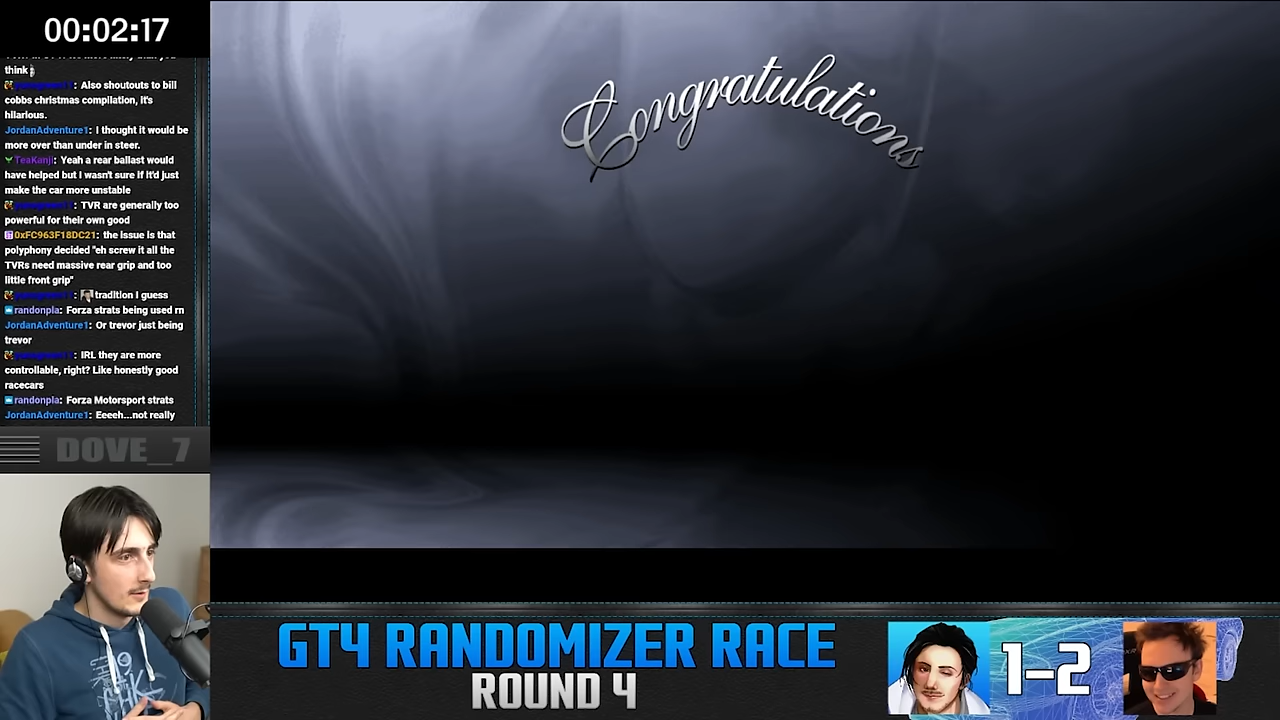 00:02:17
think ;)
: Also shoutouts to bill
cobbs christmas compilation, it's
hilarious.
JordanAdventure1: I thought it would be
more over than under in steer.
TeaKanji: Yeah a rear ballast would
have helped but I wasn't sure if it'd just
make the car more unstable
: TVR are generally too
powerful for their own good
0xFC963F18DC21: the issue is that
polyphony decided "eh screw it all the
TVRs need massive rear grip and too
little front grip"
: tradition I guess
randonpla: Forza strats being used rn
JordanAdventure1: Or trevor just being
trevor
: IRL they are more
controllable, right? Like honestly good
racecars
randonpla: Forza Motorsport strats
JordanAdventure1: Eeeeh...not really
DOVE_7
Congratulations
GT4 RANDOMIZER RACE
ROUND 4
1-2